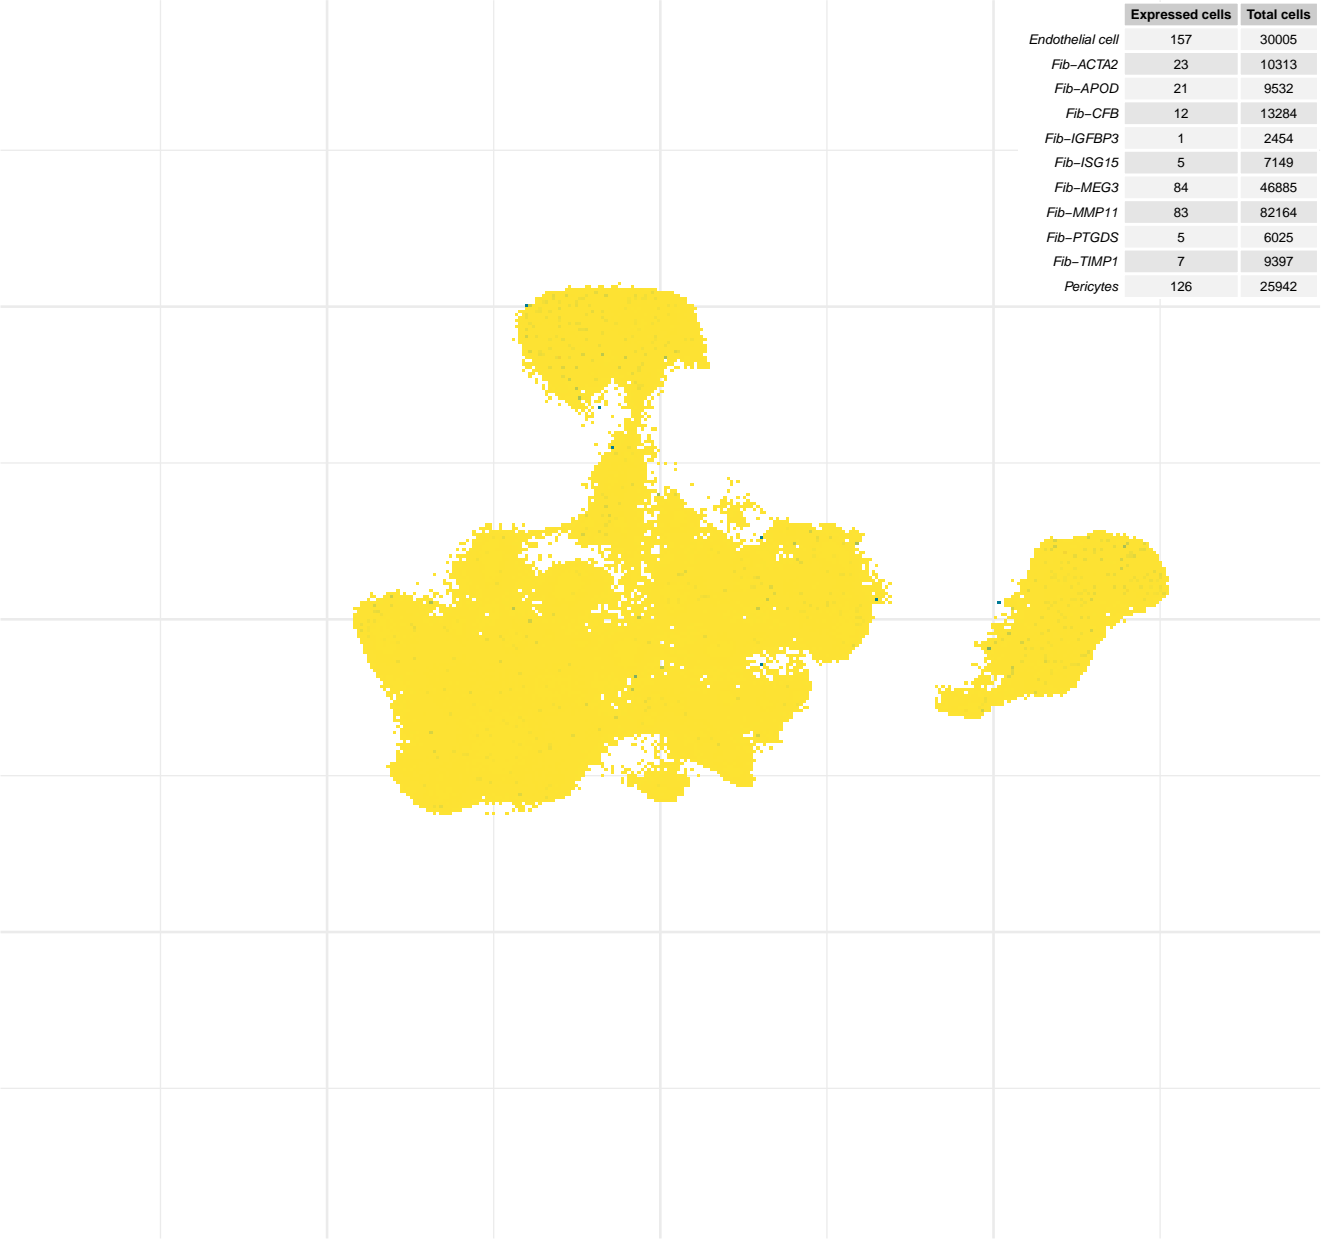 Expressed cells Total cells
Endothelial cell 157 30005
Fib−ACTA2 23 10313
Fib−APOD 21 9532
Fib−CFB 12 13284
Fib−IGFBP3 1 2454
Fib−ISG15 5 7149
Fib−MEG3 84 46885
Fib−MMP11 83 82164
Fib−PTGDS 5 6025
Fib−TIMP1 7 9397
Pericytes 126 25942